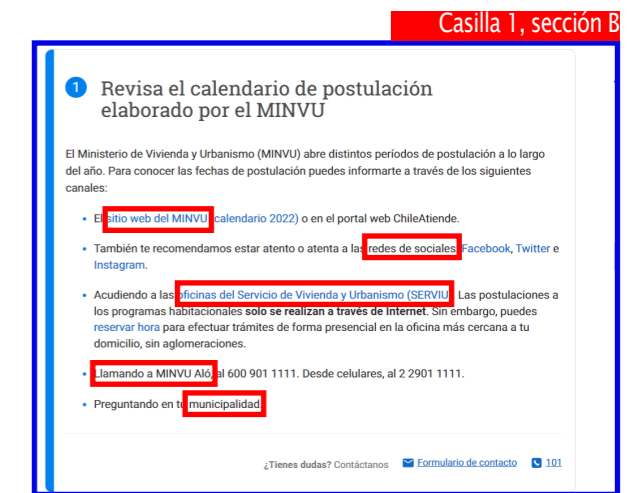 Casilla 1, sección B
1 Revisa el calendario de postulación
elaborado por el MINVU
El Ministerio de Vivienda y Urbanismo (MINVU) abre distintos períodos de postulación a lo largo
del año. Para conocer las fechas de postulación puedes informarte a través de los siguientes
canales:
• El sitio web del MINVU (calendario 2022) o en el portal web ChileAtiende.
• También te recomendamos estar atento o atenta a las redes de sociales: Facebook, Twitter e
Instagram.
• Acudiendo a las oficinas del Servicio de Vivienda y Urbanismo (SERVIU). Las postulaciones a
los programas habitacionales solo se realizan a través de Internet. Sin embargo, puedes
reservar hora para efectuar trámites de forma presencial en la oficina más cercana a tu
domicilio, sin aglomeraciones.
• Llamando a MINVU Aló, al 600 901 1111. Desde celulares, al 2 2901 1111.
• Preguntando en tu municipalidad.
¿Tienes dudas? Contáctanos Formulario de contacto 101